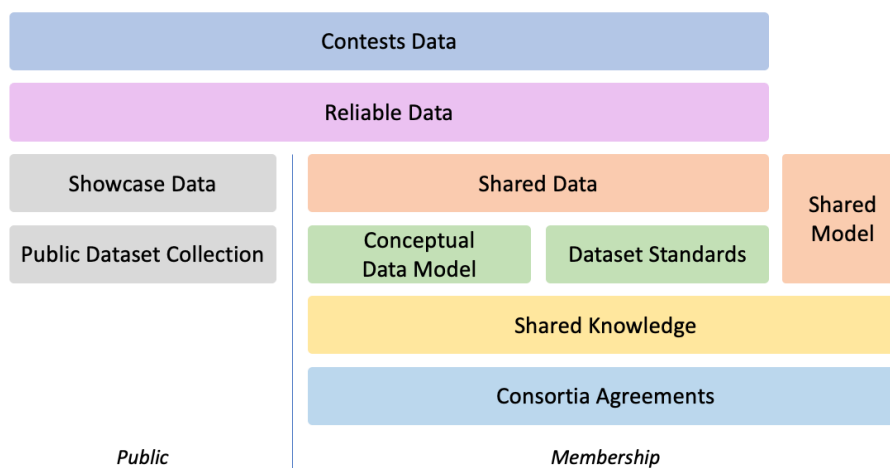 Contests Data
Reliable Data
Showcase Data
Shared Data
Shared
Model
Public Dataset Collection
Conceptual
Data Model
Dataset Standards
Shared Knowledge
Consortia Agreements
Public
Membership